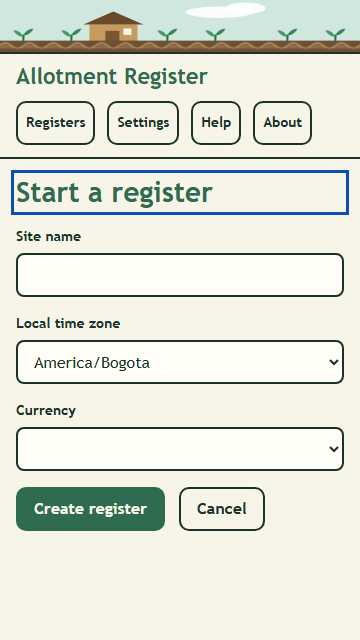 Allotment Register
Registers Settings Help About
Start a register
Site name
Local time zone
America/Bogota
Currency
Create register Cancel